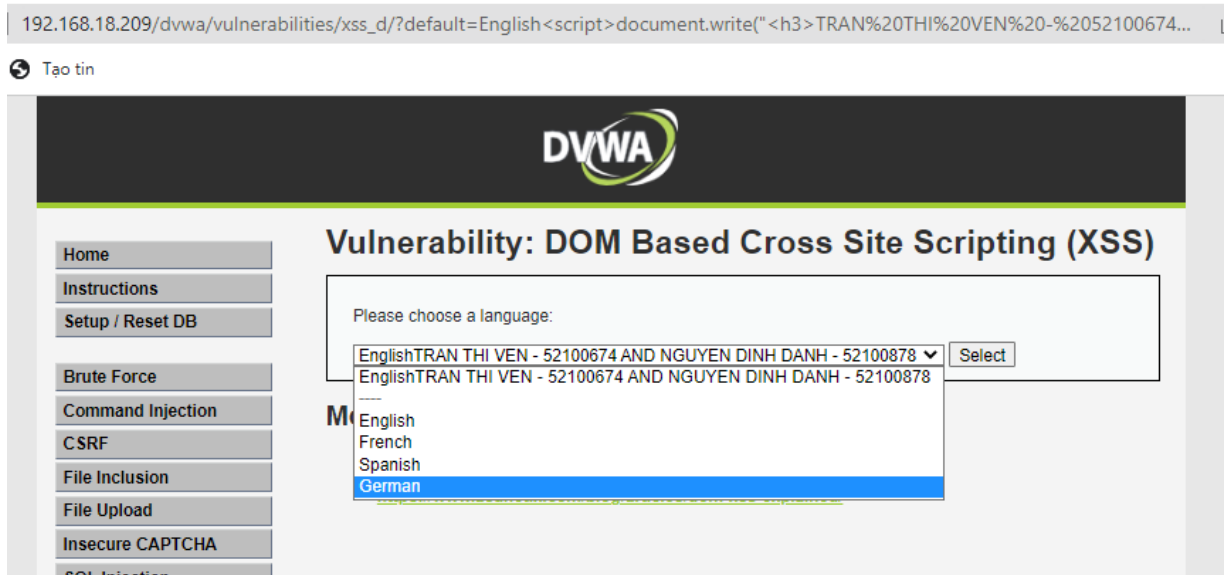 192.168.18.209/dvwa/vulnerabilities/xss_d/?default=English<script>document.write("<h3>TRAN%20THI%20VEN%20-%2052100674...
Tạo tin
DVWA
Vulnerability: DOM Based Cross Site Scripting (XSS)
Home
Instructions
Setup / Reset DB
Brute Force
Command Injection
CSRF
File Inclusion
File Upload
Insecure CAPTCHA
Please choose a language:
EnglishTRAN THI VEN - 52100674 AND NGUYEN DINH DANH - 52100878 Select
EnglishTRAN THI VEN - 52100674 AND NGUYEN DINH DANH - 52100878
----
English
French
Spanish
German